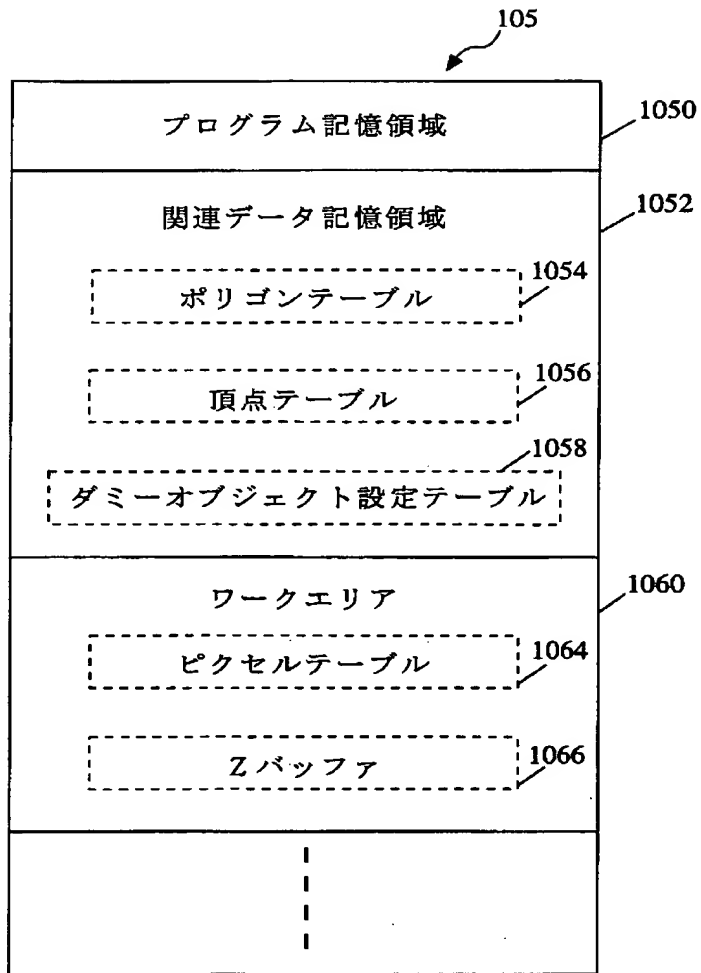 105
プログラム記憶領域
1050
関連データ記憶領域
1052
ポリゴンテーブル
1054
頂点テーブル
1056
ダミーオブジェクト設定テーブル
1058
ワークエリア
1060
ピクセルテーブル
1064
Zバッファ
1066